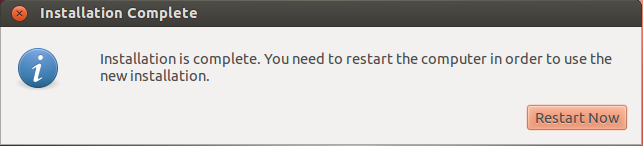 Installation Complete
Installation is complete. You need to restart the computer in order to use the
new installation.
Restart Now